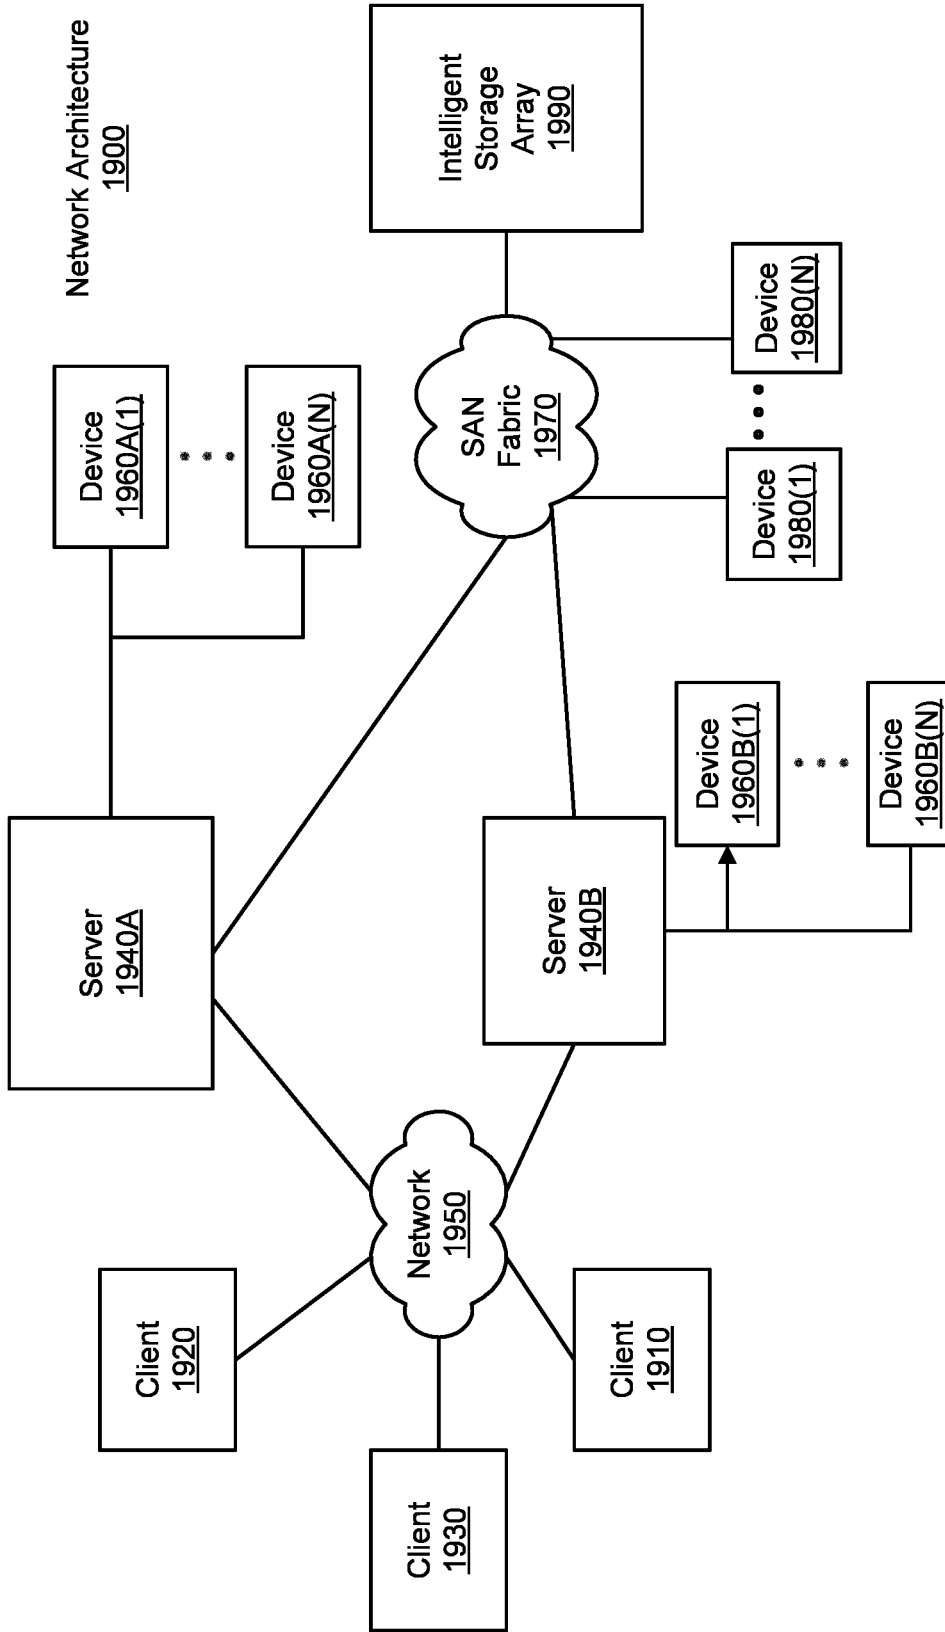 Network Architecture
1900
Client
1920
Client
1930
Client
1910
Network
1950
Server
1940A
Server
1940B
Device
1960A(1)
Device
1960A(N)
Device
1960B(1)
Device
1960B(N)
SAN
Fabric
1970
Device
1980(1)
Device
1980(N)
Intelligent
Storage
Array
1990